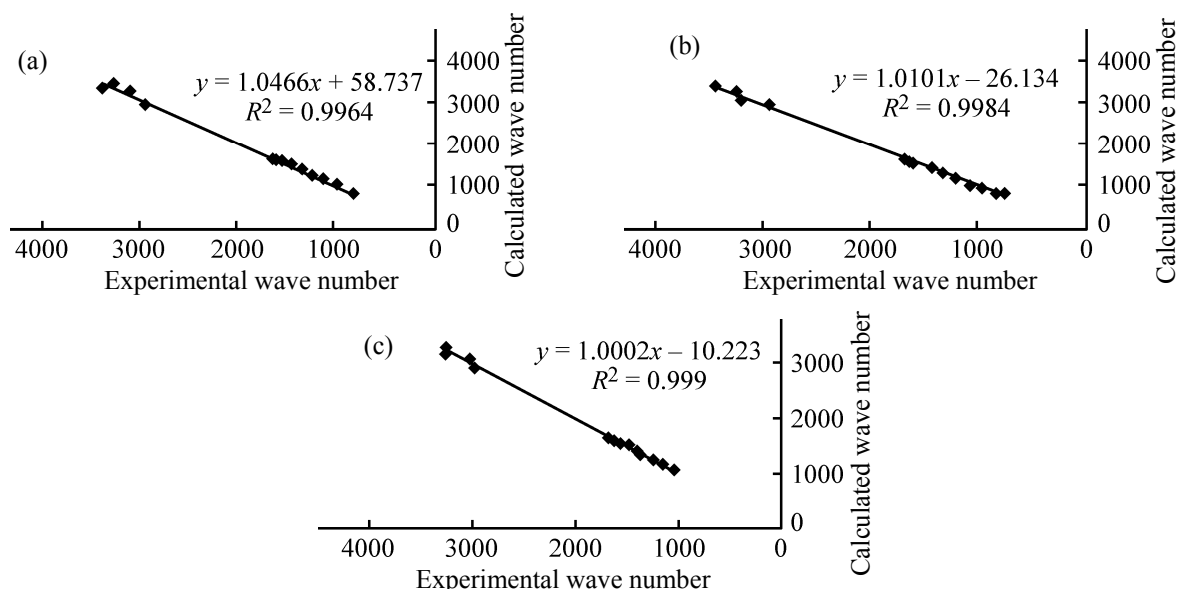 (a)
y = 1.0466x + 58.737
R² = 0.9964
4000
3000
2000
1000
0
Calculated wave number
4000
3000
2000
1000
0
Experimental wave number
(b)
y = 1.0101x – 26.134
R² = 0.9984
4000
3000
2000
1000
0
Calculated wave number
4000
3000
2000
1000
0
Experimental wave number
(c)
y = 1.0002x – 10.223
R² = 0.999
3000
2000
1000
0
Calculated wave number
4000
3000
2000
1000
0
Experimental wave number